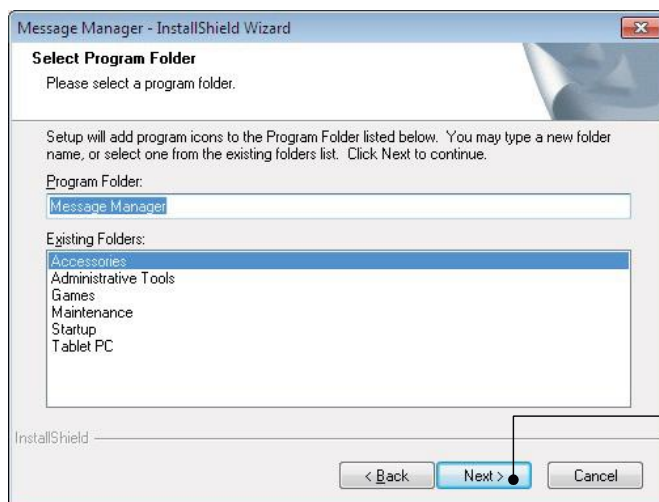 Message Manager - InstallShield Wizard
Select Program Folder
Please select a program folder.
Setup will add program icons to the Program Folder listed below. You may type a new folder
name, or select one from the existing folders list. Click Next to continue.
Program Folder:
Message Manager
Existing Folders:
Accessories
Administrative Tools
Games
Maintenance
Startup
Tablet PC
InstallShield
< Back
Next >
Cancel